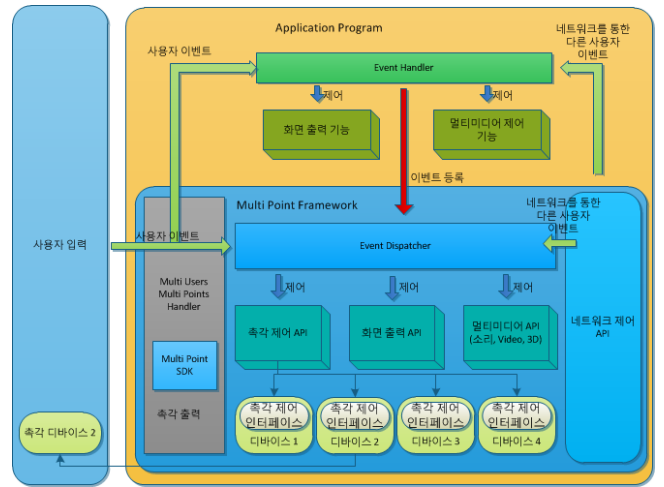 Application Program
네트워크를 통한
다른 사용자
이벤트
사용자 이벤트
Event Handler
제어
제어
화면 출력 기능
멀티미디어 제어
기능
이벤트 등록
Multi Point Framework
네트워크를 통한
다른 사용자
이벤트
사용자 입력
사용자 이벤트
Event Dispatcher
Multi Users
Multi Points
Handler
제어
제어
제어
촉각 제어 API
화면 출력 API
멀티미디어 API
(소리, Video, 3D)
네트워크 제어
API
Multi Point
SDK
촉각 출력
촉각 제어
인터페이스
디바이스 1
촉각 제어
인터페이스
디바이스 2
촉각 제어
인터페이스
디바이스 3
촉각 제어
인터페이스
디바이스 4
촉각 디바이스 2